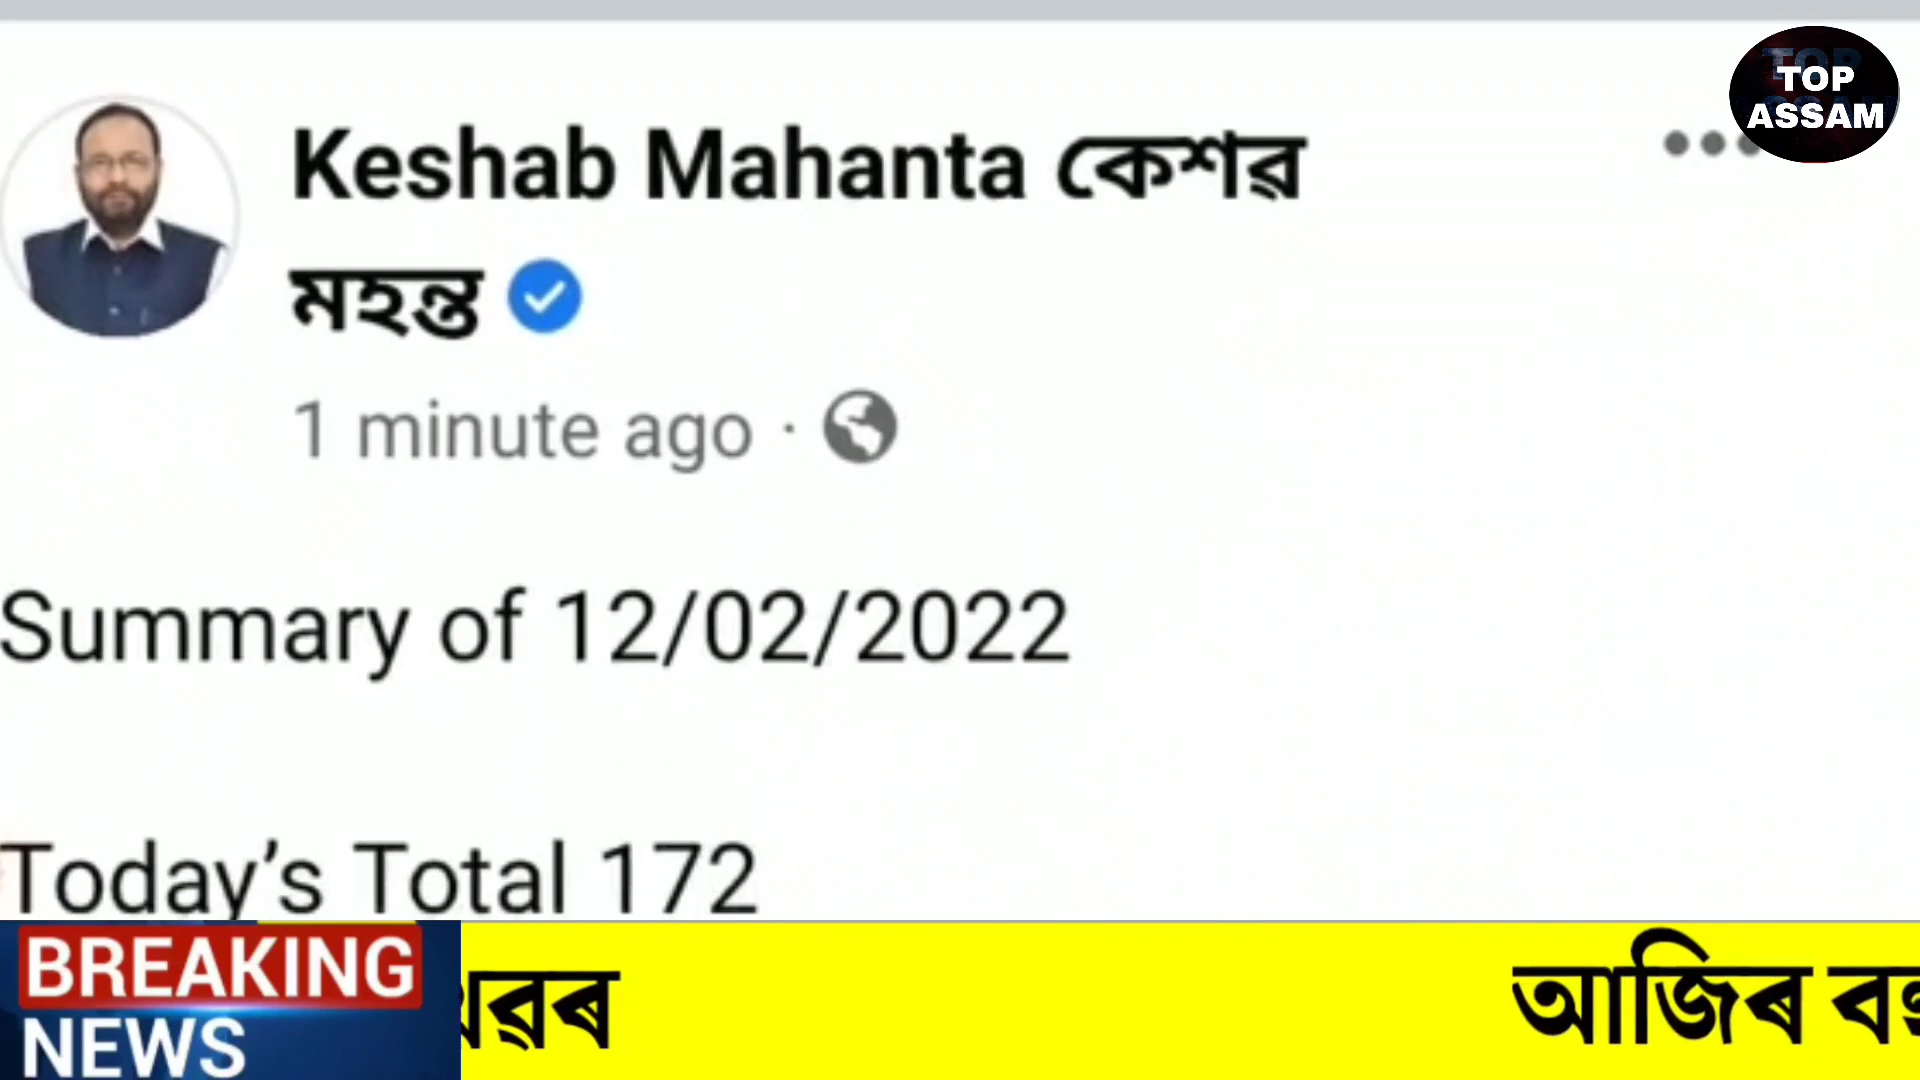 TOP
ASSAM
Keshab Mahanta কেশৱ
মহন্ত
1 minute ago ·
Summary of 12/02/2022
Today's Total 172
BREAKING
NEWS
আজিৰ